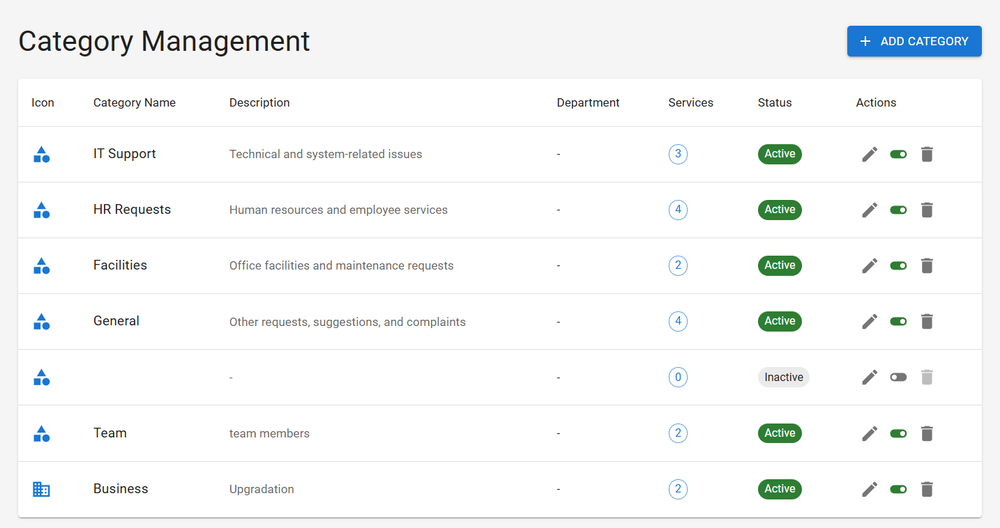 Category Management
+ ADD CATEGORY
Icon Category Name Description Department Services Status Actions
IT Support Technical and system-related issues - 3 Active
HR Requests Human resources and employee services - 4 Active
Facilities Office facilities and maintenance requests - 2 Active
General Other requests, suggestions, and complaints - 4 Active
- - 0 Inactive
Team team members - 2 Active
Business Upgradation - 2 Active